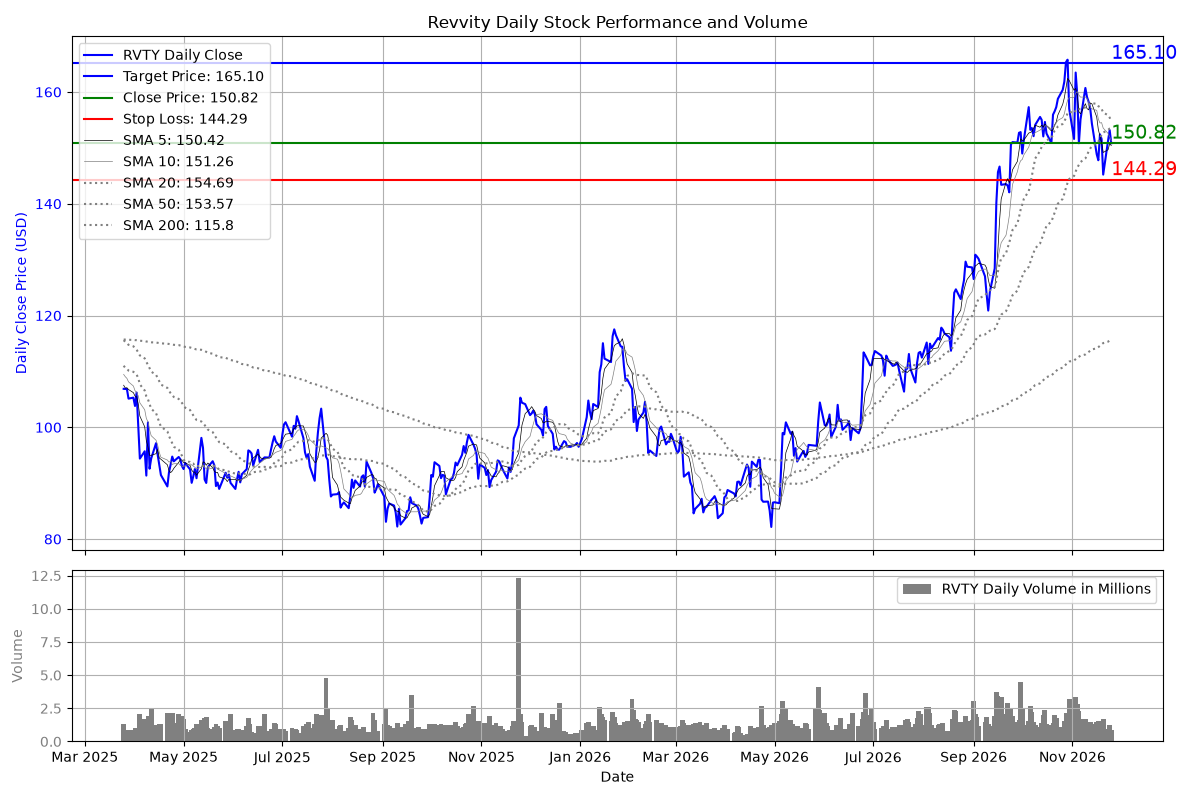 Revvity Daily Stock Performance and Volume
RVTY Daily Close
Target Price: 165.10
Close Price: 150.82
Stop Loss: 144.29
SMA 5: 150.42
SMA 10: 151.26
SMA 20: 154.69
SMA 50: 153.57
SMA 200: 115.8
165.10
150.82
144.29
Daily Close Price (USD)
160
140
120
100
80
RVTY Daily Volume in Millions
Volume
12.5
10.0
7.5
5.0
2.5
0.0
Mar 2025 May 2025 Jul 2025 Sep 2025 Nov 2025 Jan 2026 Mar 2026 May 2026 Jul 2026 Sep 2026 Nov 2026
Date